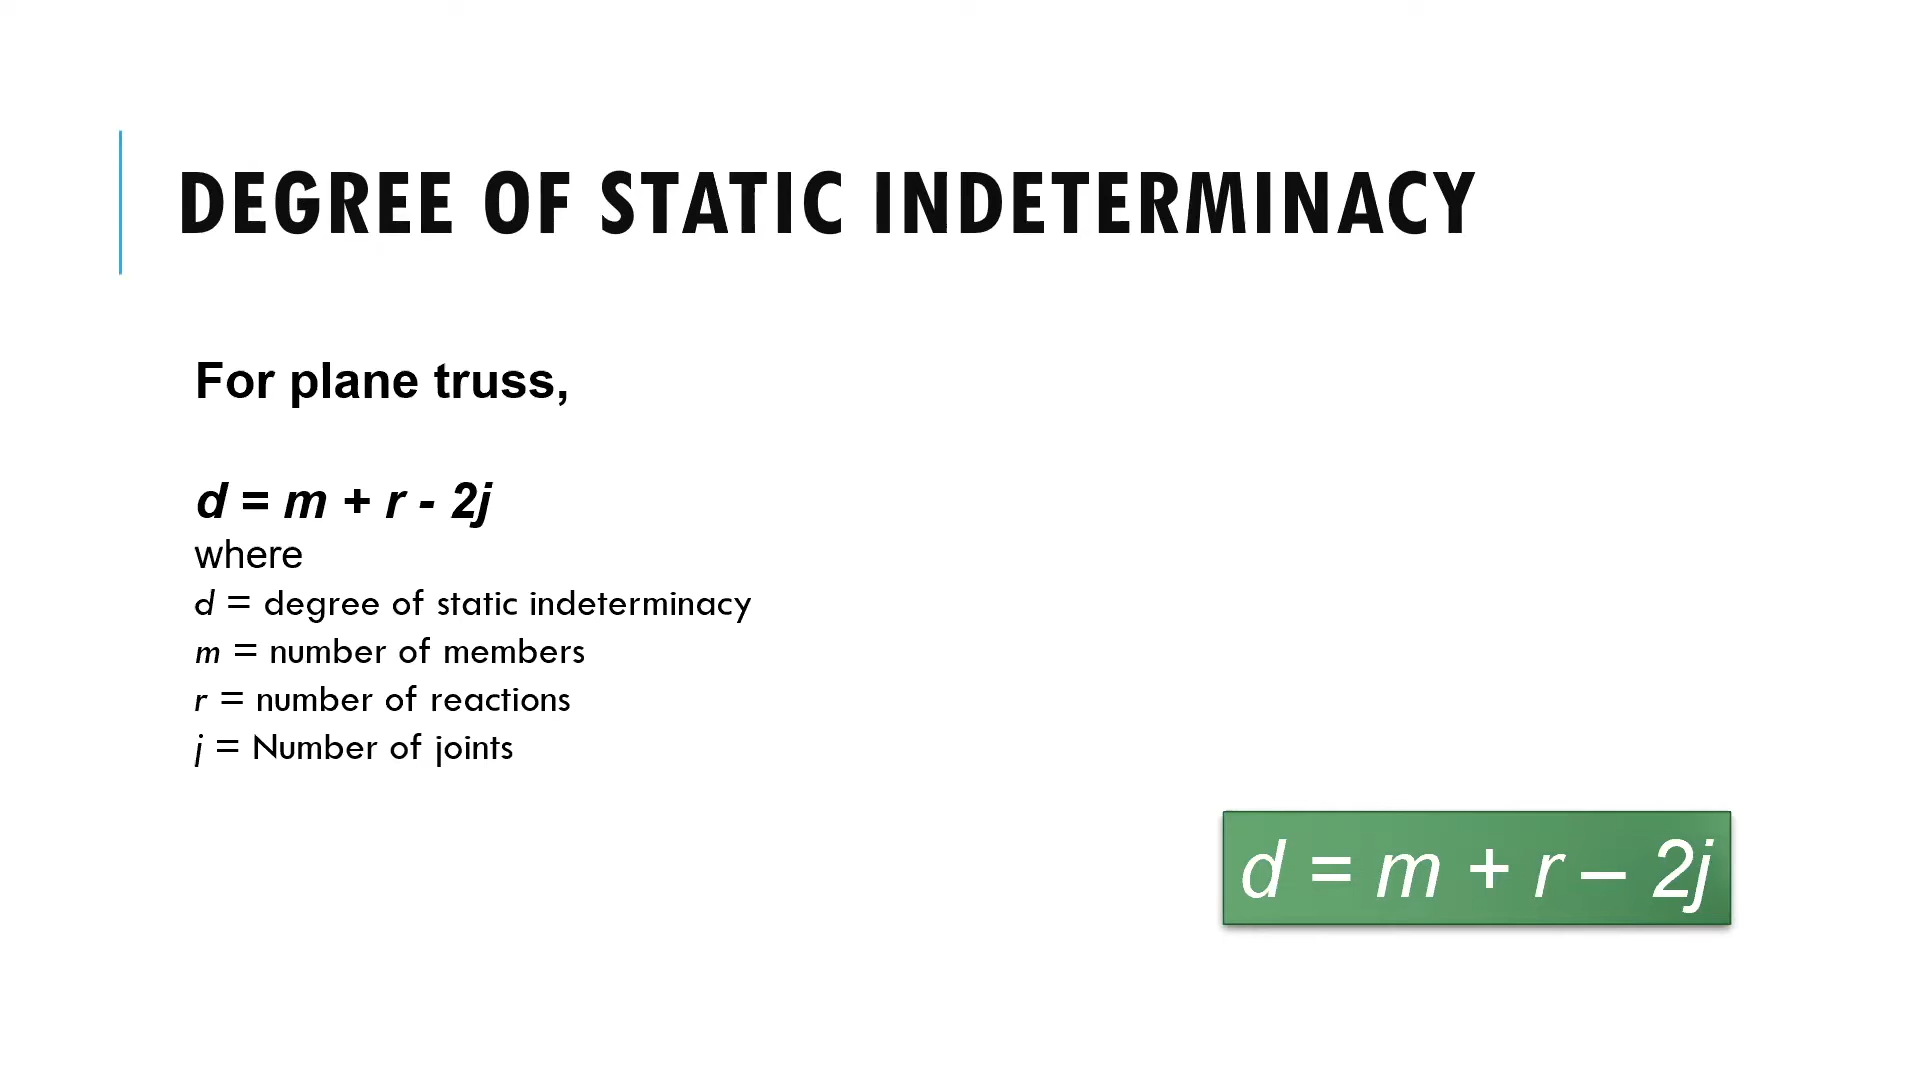 DEGREE OF STATIC INDETERMINACY
For plane truss,
d = m + r - 2j
where
d = degree of static indeterminacy
m = number of members
r = number of reactions
j = Number of joints
d = m + r – 2j